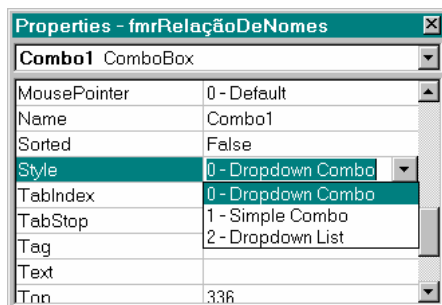 Properties - fmrRelaçãoDeNomes
Combo1 ComboBox
MousePointer 0 - Default
Name Combo1
Sorted False
Style 0 - Dropdown Combo
TabIndex 0 - Dropdown Combo
TabStop 1 - Simple Combo
Tag 2 - Dropdown List
Text
Top 336